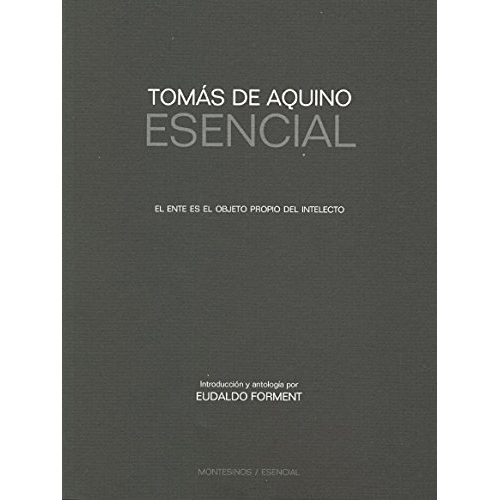 TOMÁS DE AQUINO
ESENCIAL
EL ENTE ES EL OBJETO PROPIO DEL INTELECTO
Introducción y antología por
EUDALDO FORMENT
MONTESINOS / ESENCIAL